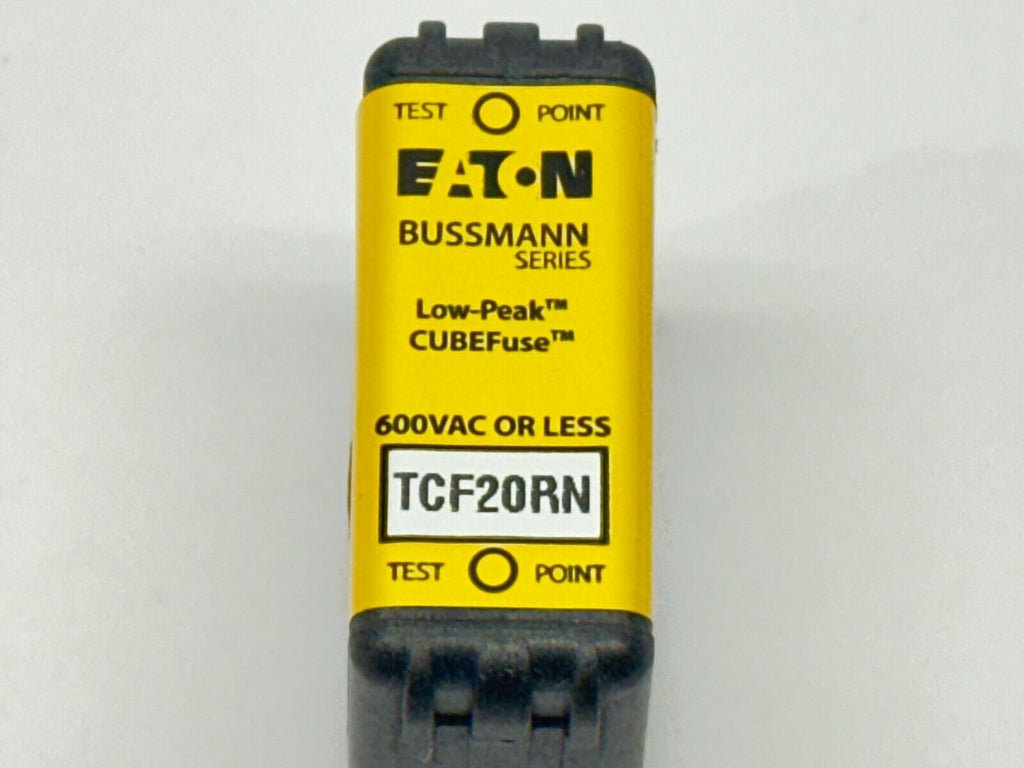 TEST POINT
EATON
BUSSMANN
SERIES
Low-Peak™
CUBEFuse™
600VAC OR LESS
TCF20RN
TEST POINT